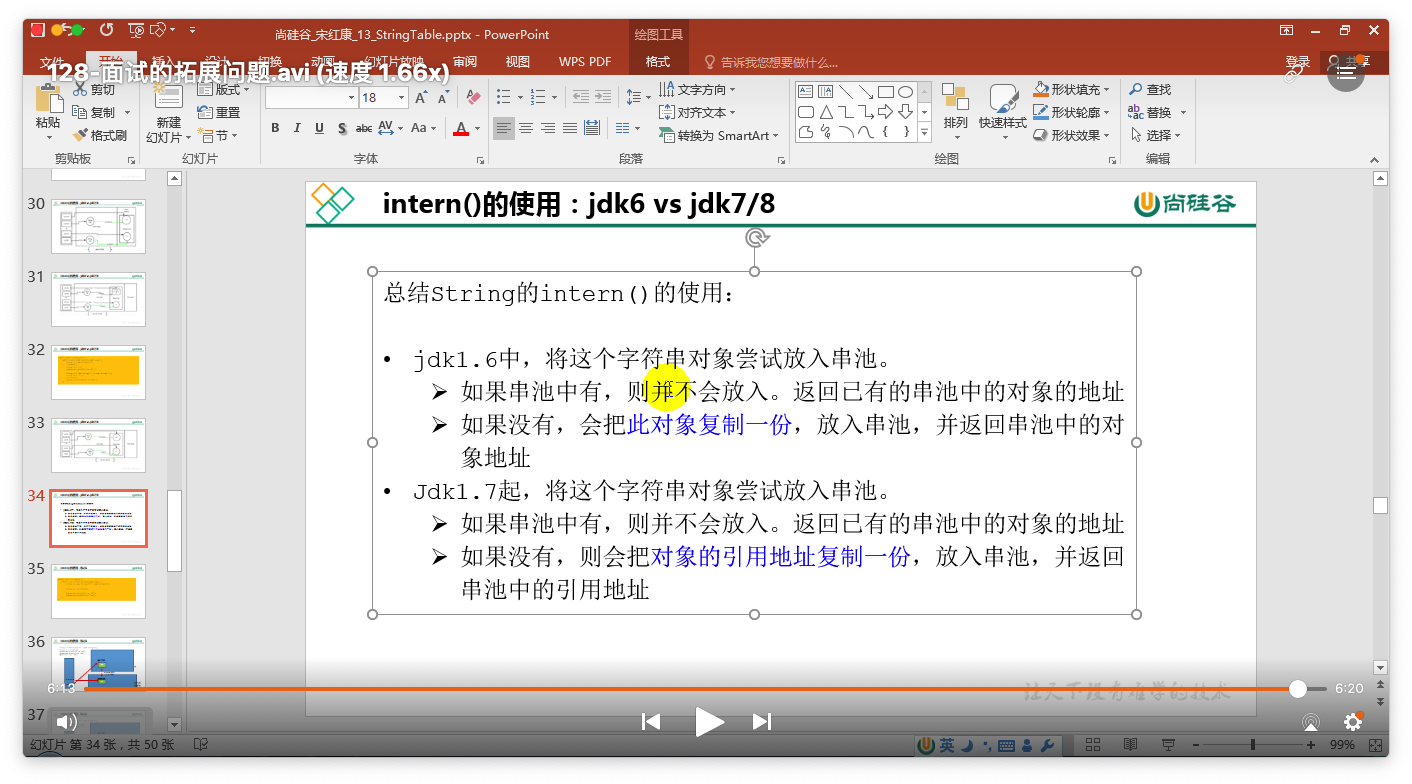 尚硅谷_宋红康_13_StringTable.pptx - PowerPoint
绘图工具
文件 开始 插入 设计 切换 动画 幻灯片放映 审阅 视图 WPS PDF 格式 告诉我您想要做什么... 登录 共享
128-面试的拓展问题.avi (速度 1.66x)
粘贴
剪切
复制
格式刷
剪贴板
新建
幻灯片
版式
重置
节
幻灯片
18
A A
B I U S abc AV Aa A
字体
文字方向
对齐文本
转换为 SmartArt
段落
排列
快速样式
形状填充
形状轮廓
形状效果
绘图
查找
替换
选择
编辑
30
31
32
33
34
35
36
37
intern()的使用：jdk6 vs jdk7/8
尚硅谷
总结String的intern()的使用：
• jdk1.6中，将这个字符串对象尝试放入串池。
➢ 如果串池中有，则并不会放入。返回已有的串池中的对象的地址
➢ 如果没有，会把此对象复制一份，放入串池，并返回串池中的对
象地址
• Jdk1.7起，将这个字符串对象尝试放入串池。
➢ 如果串池中有，则并不会放入。返回已有的串池中的对象的地址
➢ 如果没有，则会把对象的引用地址复制一份，放入串池，并返回
串池中的引用地址
让天下没有难学的技术
6:13
6:20
幻灯片 第 34 张，共 50 张
英
99%